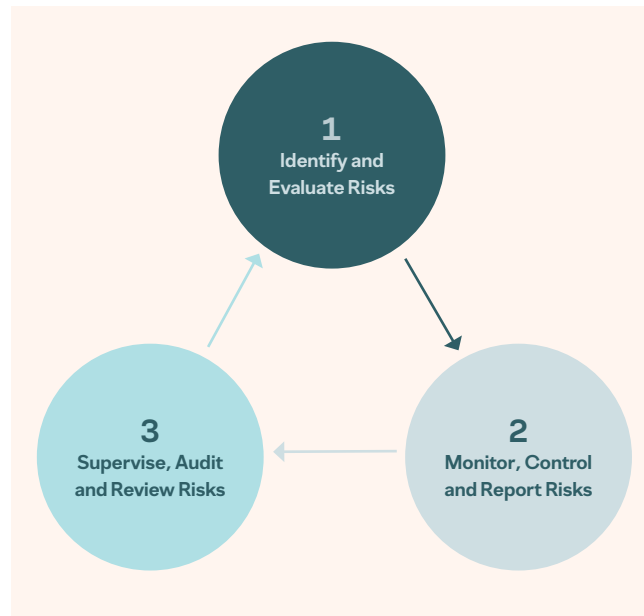 1
Identify and
Evaluate Risks
2
Monitor, Control
and Report Risks
3
Supervise, Audit
and Review Risks